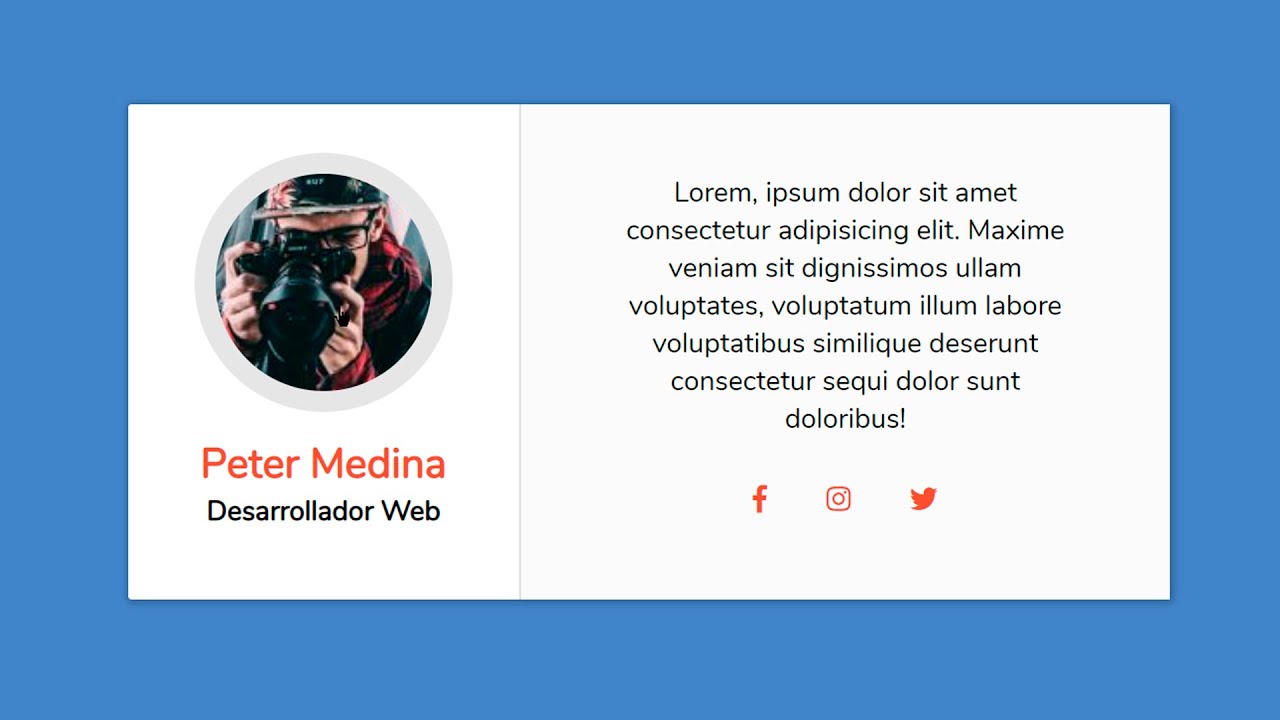 Peter Medina
Desarrollador Web
Lorem, ipsum dolor sit amet
consectetur adipisicing elit. Maxime
veniam sit dignissimos ullam
voluptates, voluptatum illum labore
voluptatibus similique deserunt
consectetur sequi dolor sunt
doloribus!